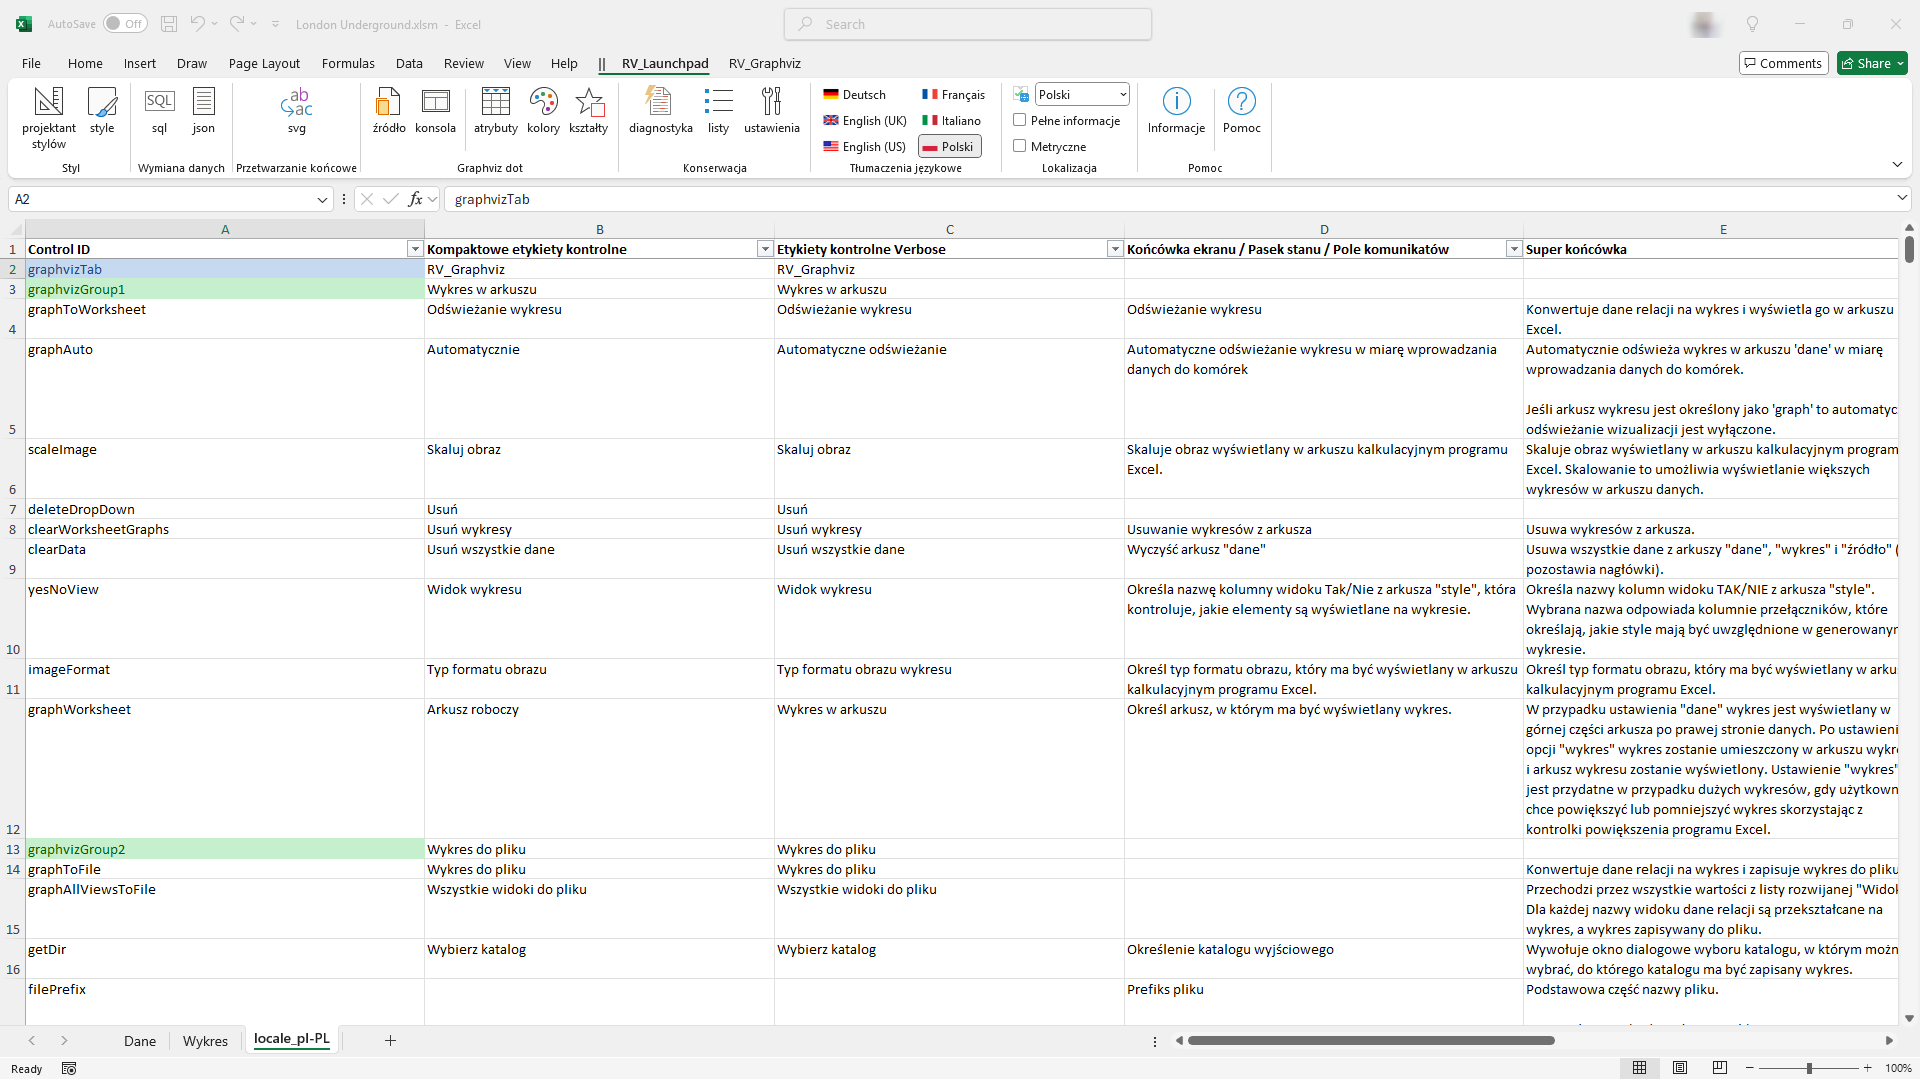 AutoSave Off London Underground.xlsm - Excel Search
File Home Insert Draw Page Layout Formulas Data Review View Help || RV_Launchpad RV_Graphviz Comments Share
projektant stylów
style
Styl
SQL
sql
json
Wymiana danych
ab
ac
svg
Przetwarzanie końcowe
źródło
konsola
atrybuty
kolory
kształty
Graphviz dot
diagnostyka
listy
ustawienia
Konserwacja
Deutsch Français
English (UK) Italiano
English (US) Polski
Tłumaczenia językowe
Polski
Pełne informacje
Metryczne
Lokalizacja
Informacje
Pomoc
Pomoc
A2 fx graphvizTab
A B C D E
1 Control ID Kompaktowe etykiety kontrolne Etykiety kontrolne Verbose Końcówka ekranu / Pasek stanu / Pole komunikatów Super końcówka
2 graphvizTab RV_Graphviz RV_Graphviz
3 graphvizGroup1 Wykres w arkuszu Wykres w arkuszu
graphToWorksheet Odświeżanie wykresu Odświeżanie wykresu Odświeżanie wykresu Konwertuje dane relacji na wykres i wyświetla go w arkuszu
4 Excel.
graphAuto Automatycznie Automatyczne odświeżanie Automatyczne odświeżanie wykresu w miarę wprowadzania Automatycznie odświeża wykres w arkuszu 'dane' w miarę
danych do komórek wprowadzania danych do komórek.
Jeśli arkusz wykresu jest określony jako 'graph' to automatyc
5 odświeżanie wizualizacji jest wyłączone.
scaleImage Skaluj obraz Skaluj obraz Skaluje obraz wyświetlany w arkuszu kalkulacyjnym programu Skaluje obraz wyświetlany w arkuszu kalkulacyjnym program
Excel. Excel. Skalowanie to umożliwia wyświetlanie większych
6 wykresów w arkuszu danych.
7 deleteDropDown Usuń Usuń
8 clearWorksheetGraphs Usuń wykresy Usuń wykresy Usuwanie wykresów z arkusza Usuwa wykresów z arkusza.
clearData Usuń wszystkie dane Usuń wszystkie dane Wyczyść arkusz "dane" Usuwa wszystkie dane z arkuszy "dane", "wykres" i "źródło" (
9 pozostawia nagłówki).
yesNoView Widok wykresu Widok wykresu Określa nazwę kolumny widoku Tak/Nie z arkusza "style", która Określa nazwy kolumn widoku TAK/NIE z arkusza "style".
kontroluje, jakie elementy są wyświetlane na wykresie. Wybrana nazwa odpowiada kolumnie przełączników, które
określają, jakie style mają być uwzględnione w generowanyr
10 wykresie.
imageFormat Typ formatu obrazu Typ formatu obrazu wykresu Określ typ formatu obrazu, który ma być wyświetlany w arkuszu Określ typ formatu obrazu, który ma być wyświetlany w arku
11 kalkulacyjnym programu Excel. kalkulacyjnym programu Excel.
graphWorksheet Arkusz roboczy Wykres w arkuszu Określ arkusz, w którym ma być wyświetlany wykres. W przypadku ustawienia "dane" wykres jest wyświetlany w
górnej części arkusza po prawej stronie danych. Po ustawieni
opcji "wykres" wykres zostanie umieszczony w arkuszu wykr
i arkusz wykresu zostanie wyświetlony. Ustawienie "wykres"
jest przydatne w przypadku dużych wykresów, gdy użytkown
chce powiększyć lub pomniejszyć wykres skorzystając z
12 kontrolki powiększenia programu Excel.
13 graphvizGroup2 Wykres do pliku Wykres do pliku
14 graphToFile Wykres do pliku Wykres do pliku Konwertuje dane relacji na wykres i zapisuje wykres do pliku
graphAllViewsToFile Wszystkie widoki do pliku Wszystkie widoki do pliku Przechodzi przez wszystkie wartości z listy rozwijanej "Widok
Dla każdej nazwy widoku dane relacji są przekształcane na
15 wykres, a wykres zapisywany do pliku.
getDir Wybierz katalog Wybierz katalog Określenie katalogu wyjściowego Wywołuje okno dialogowe wyboru katalogu, w którym możn
16 wybrać, do którego katalogu ma być zapisany wykres.
filePrefix Prefiks pliku Podstawowa część nazwy pliku.
Dane Wykres locale_pl-PL
Ready 100%